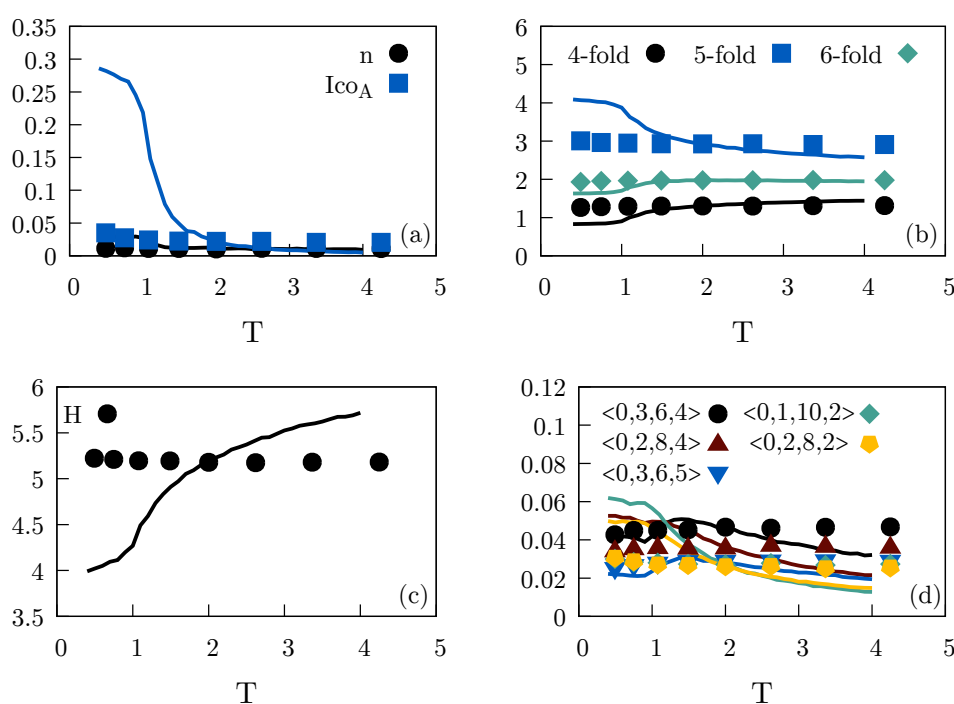 0.35
0.3
0.25
0.2
0.15
0.1
0.05
0
n
Ico_A
(a)
0 1 2 3 4 5
T
6
5
4
3
2
1
0
4-fold 5-fold 6-fold
(b)
0 1 2 3 4 5
T
6
5.5
5
4.5
4
3.5
H
(c)
0 1 2 3 4 5
T
0.12
0.1
0.08
0.06
0.04
0.02
0
<0,3,6,4> <0,1,10,2>
<0,2,8,4> <0,2,8,2>
<0,3,6,5>
(d)
0 1 2 3 4 5
T